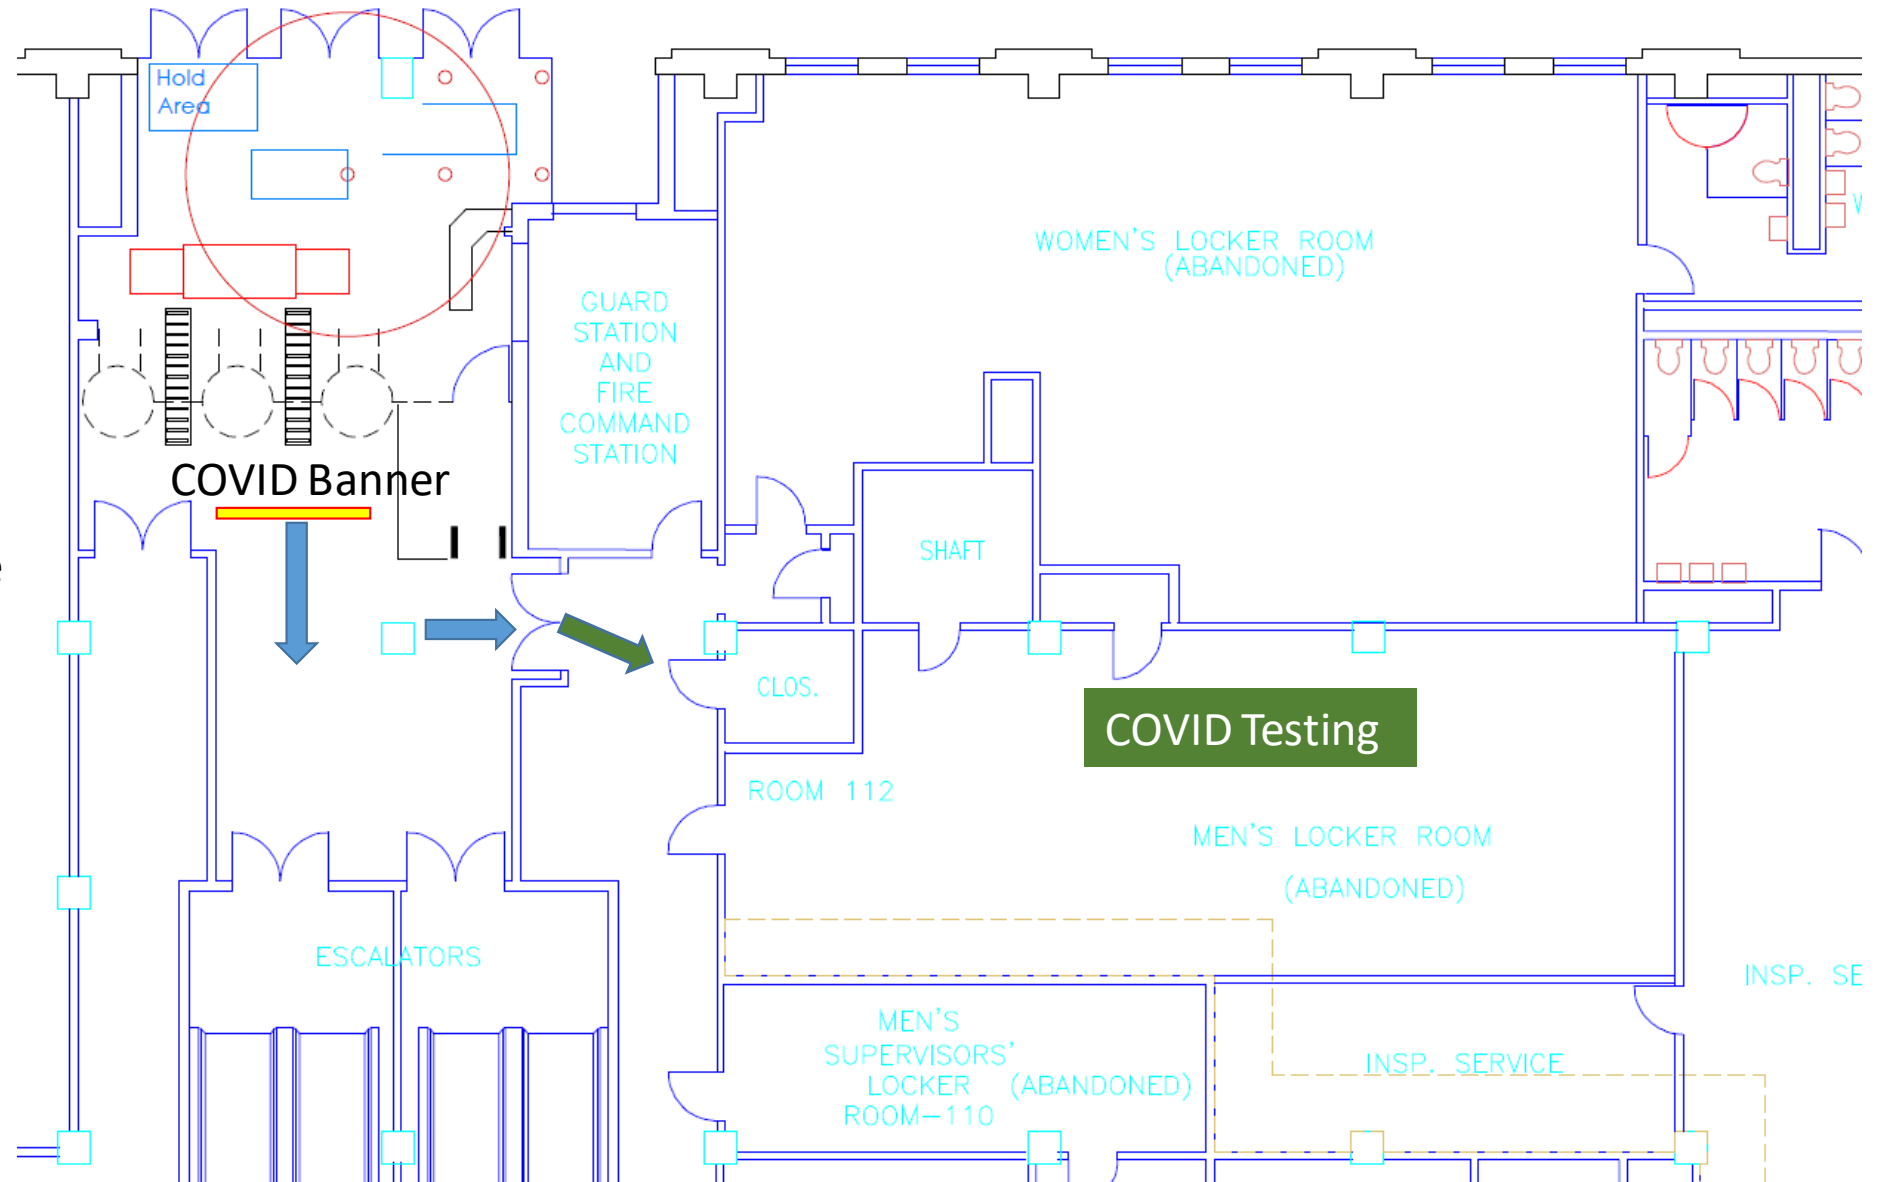 Hold
Area
WOMEN'S LOCKER ROOM
(ABANDONED)
W
GUARD
STATION
AND
FIRE
COMMAND
STATION
COVID Banner
SHAFT
CLOS.
COVID Testing
ROOM 112
MEN'S LOCKER ROOM
(ABANDONED)
ESCALATORS
INSP. SE
MEN'S
SUPERVISORS'
LOCKER (ABANDONED)
ROOM-110
INSP. SERVICE